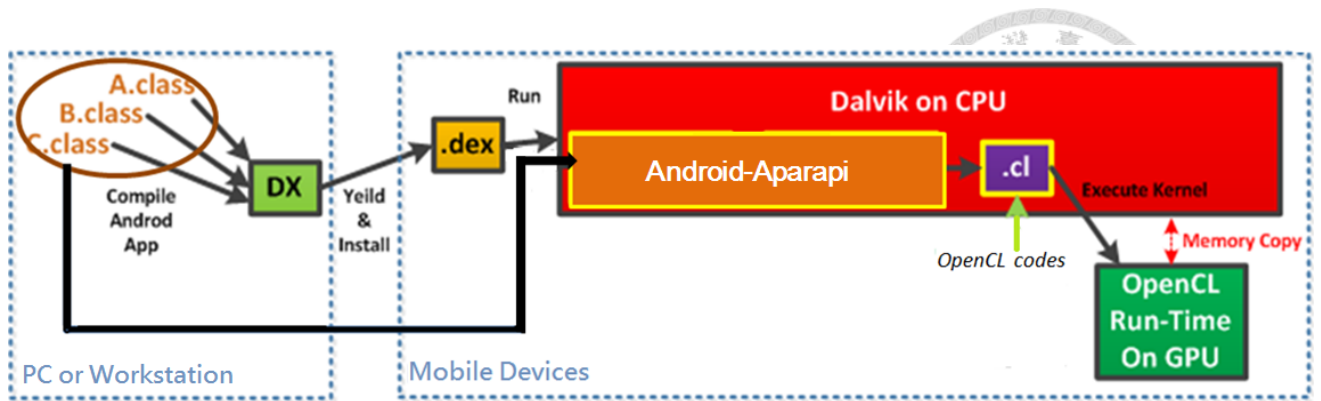 A.class
B.class
C.class
Compile
Androd
App
DX
Yeild
&
Install
PC or Workstation
.dex
Run
Dalvik on CPU
Android-Aparapi
.cl
Execute Kernel
OpenCL codes
Memory Copy
OpenCL
Run-Time
On GPU
Mobile Devices